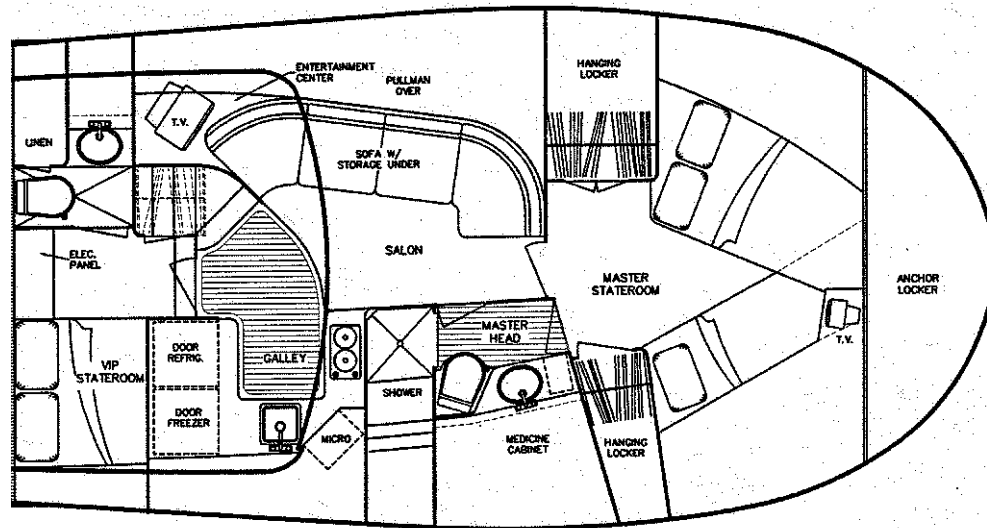 ENTERTAINMENT
CENTER
PULLMAN
OVER
HANGING
LOCKER
T.V.
LINEN
SOFA W/
STORAGE UNDER
ELEC.
PANEL
SALON
MASTER
STATEROOM
ANCHOR
LOCKER
MASTER
HEAD
T.V.
DOOR
REFRIG.
GALLEY
VIP
STATEROOM
SHOWER
DOOR
FREEZER
MICRO
MEDICINE
CABINET
HANGING
LOCKER